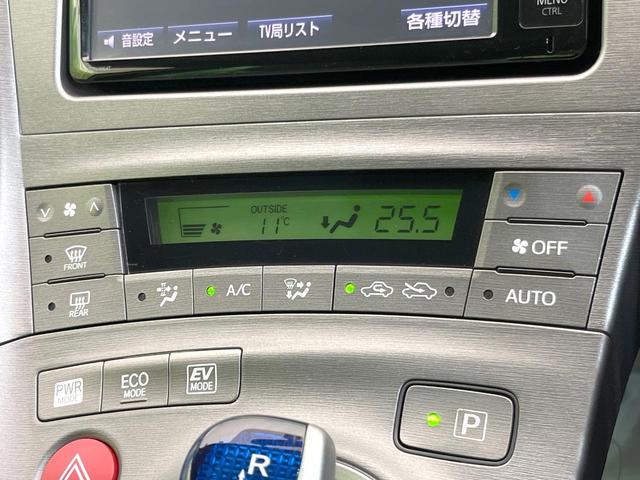 MENU
CTRL
音設定 メニュー TV局リスト 各種切替
OUTSIDE
11℃ 25.5
FRONT
OFF
REAR
A/C
AUTO
PWR
MODE
ECO
MODE
EV
MODE
P
R